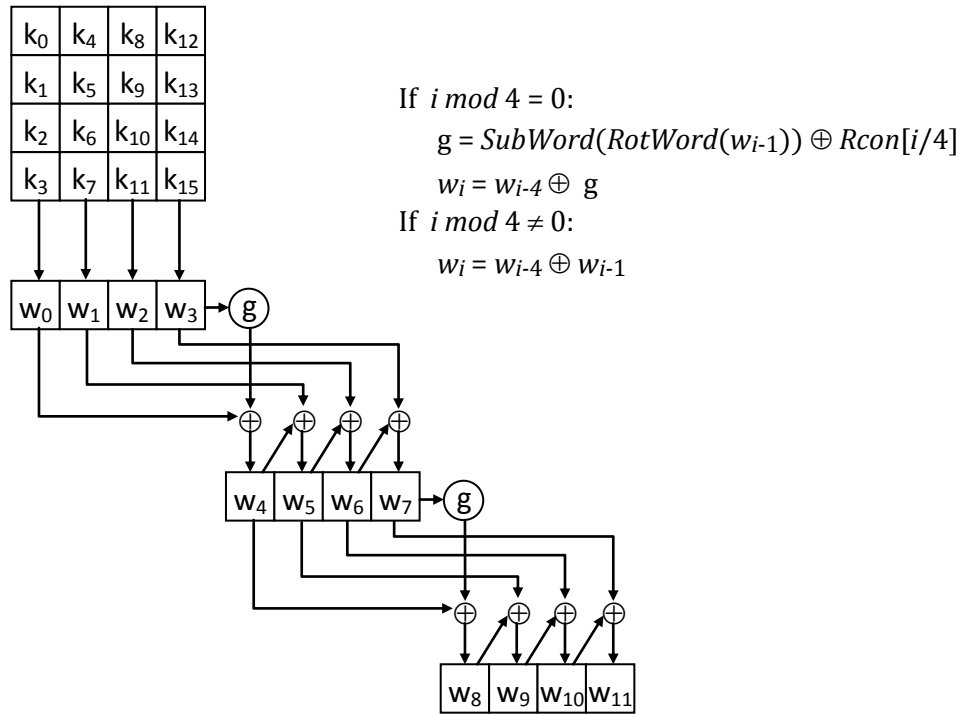 k₀ k₄ k₈ k₁₂
k₁ k₅ k₉ k₁₃
k₂ k₆ k₁₀ k₁₄
k₃ k₇ k₁₁ k₁₅
If i mod 4 = 0:
g = SubWord(RotWord(wᵢ₋₁)) ⊕ Rcon[i/4]
wᵢ = wᵢ₋₄ ⊕ g
If i mod 4 ≠ 0:
wᵢ = wᵢ₋₄ ⊕ wᵢ₋₁
w₀ w₁ w₂ w₃ g
⊕ ⊕ ⊕ ⊕
w₄ w₅ w₆ w₇ g
⊕ ⊕ ⊕ ⊕
w₈ w₉ w₁₀ w₁₁